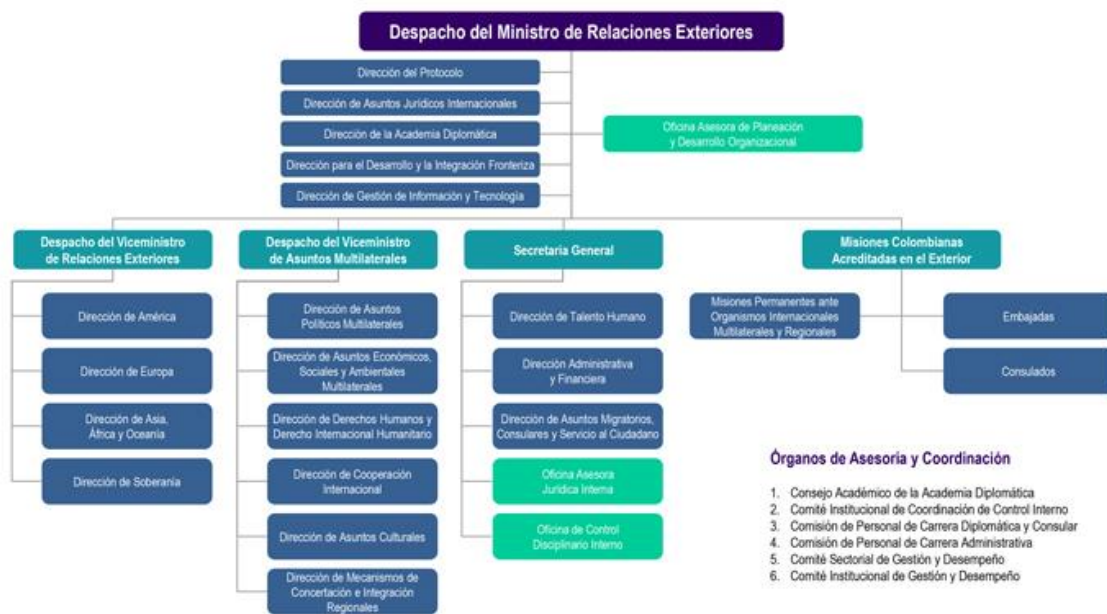 Despacho del Ministro de Relaciones Exteriores
Dirección del Protocolo
Dirección de Asuntos Jurídicos Internacionales
Dirección de la Academia Diplomática
Dirección para el Desarrollo y la Integración Fronteriza
Dirección de Gestión de Información y Tecnología
Oficina Asesora de Planeación
y Desarrollo Organizacional
Despacho del Viceministro
de Relaciones Exteriores
Dirección de América
Dirección de Europa
Dirección de Asia,
África y Oceanía
Dirección de Soberanía
Despacho del Viceministro
de Asuntos Multilaterales
Dirección de Asuntos
Políticos Multilaterales
Dirección de Asuntos Económicos,
Sociales y Ambientales
Multilaterales
Dirección de Derechos Humanos y
Derecho Internacional Humanitario
Dirección de Cooperación
Internacional
Dirección de Asuntos Culturales
Dirección de Mecanismos de
Concertación e Integración
Regionales
Secretaria General
Dirección de Talento Humano
Dirección Administrativa
y Financiera
Dirección de Asuntos Migratorios,
Consulares y Servicio al Ciudadano
Oficina Asesora
Jurídica Interna
Oficina de Control
Disciplinario Interno
Misiones Colombianas
Acreditadas en el Exterior
Misiones Permanentes ante
Organismos Internacionales
Multilaterales y Regionales
Embajadas
Consulados
Órganos de Asesoría y Coordinación
1. Consejo Académico de la Academia Diplomática
2. Comité Institucional de Coordinación de Control Interno
3. Comisión de Personal de Carrera Diplomática y Consular
4. Comisión de Personal de Carrera Administrativa
5. Comité Sectorial de Gestión y Desempeño
6. Comité Institucional de Gestión y Desempeño